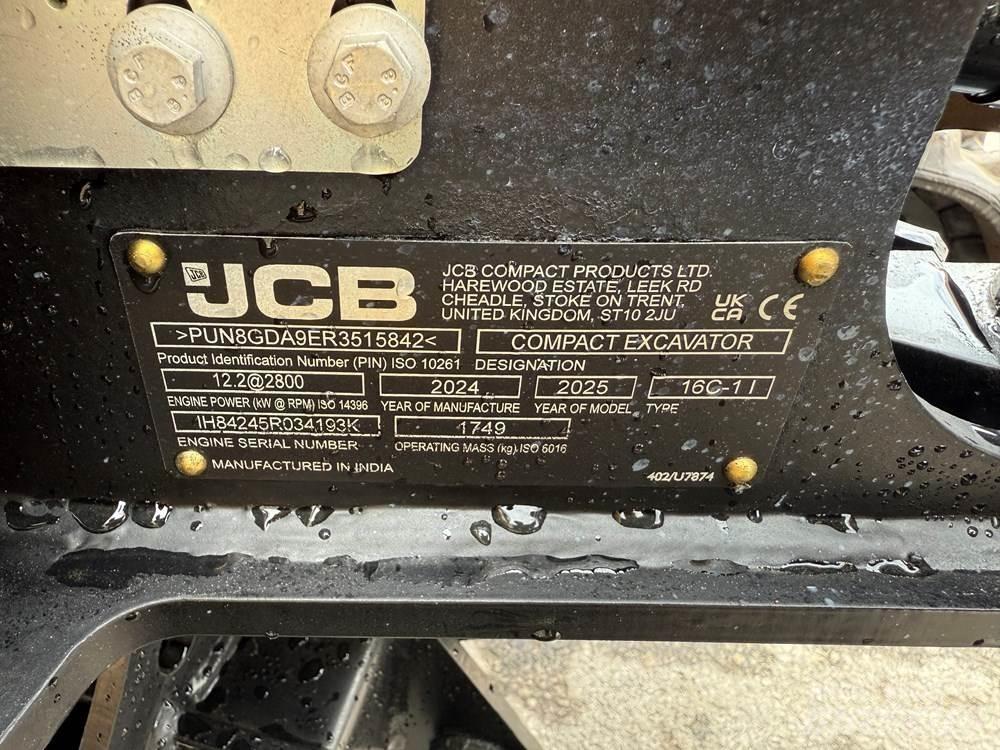 BGF 8.8
BGF 8.8
JCB
JCB
JCB COMPACT PRODUCTS LTD.
HAREWOOD ESTATE, LEEK RD
CHEADLE, STOKE ON TRENT,
UNITED KINGDOM, ST10 2JU
UK CA CE
>PUN8GDA9ER3515842<
COMPACT EXCAVATOR
Product Identification Number (PIN) ISO 10261
DESIGNATION
12.2@2800
2024
2025
16C-1 I
ENGINE POWER (kW @ RPM) ISO 14396
YEAR OF MANUFACTURE
YEAR OF MODEL
TYPE
IH84245R034193K
1749
ENGINE SERIAL NUMBER
OPERATING MASS (kg) ISO 6016
MANUFACTURED IN INDIA
402/U7874